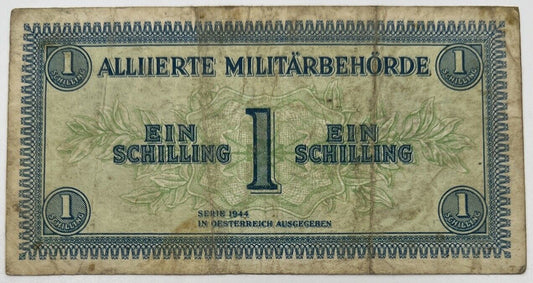 1
SCHILLING
1
SCHILLING
ALLIIERTE MILITÄRBEHÖRDE
EIN
SCHILLING
1
EIN
SCHILLING
SERIE 1944
IN OESTERREICH AUSGEGEBEN
1
SCHILLING
1
SCHILLING